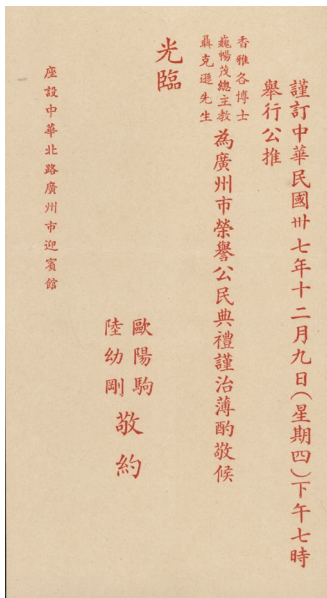 謹訂中華民國卅七年十二月九日（星期四）下午七時
舉行公推
香雅各博士
魏暢茂總主教
聶克遜先生
為廣州市榮譽公民典禮謹治薄酌敬候
光臨
歐陽駒
陸幼剛
敬約
座設中華北路廣州市迎賓館